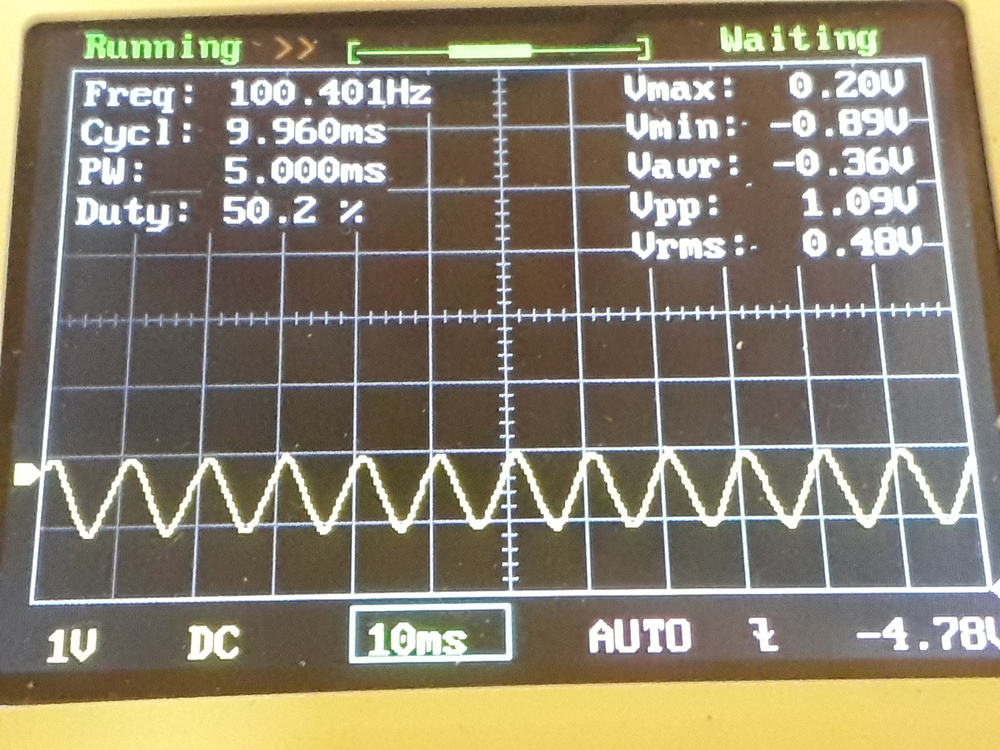 Running >> Waiting
Freq: 100.401Hz Vmax: 0.20V
Cycl: 9.960ms Vmin: -0.89V
PW: 5.000ms Vavr: -0.36V
Duty: 50.2 % Vpp: 1.09V
Vrms: 0.48V
1V DC 10ms AUTO -4.78V